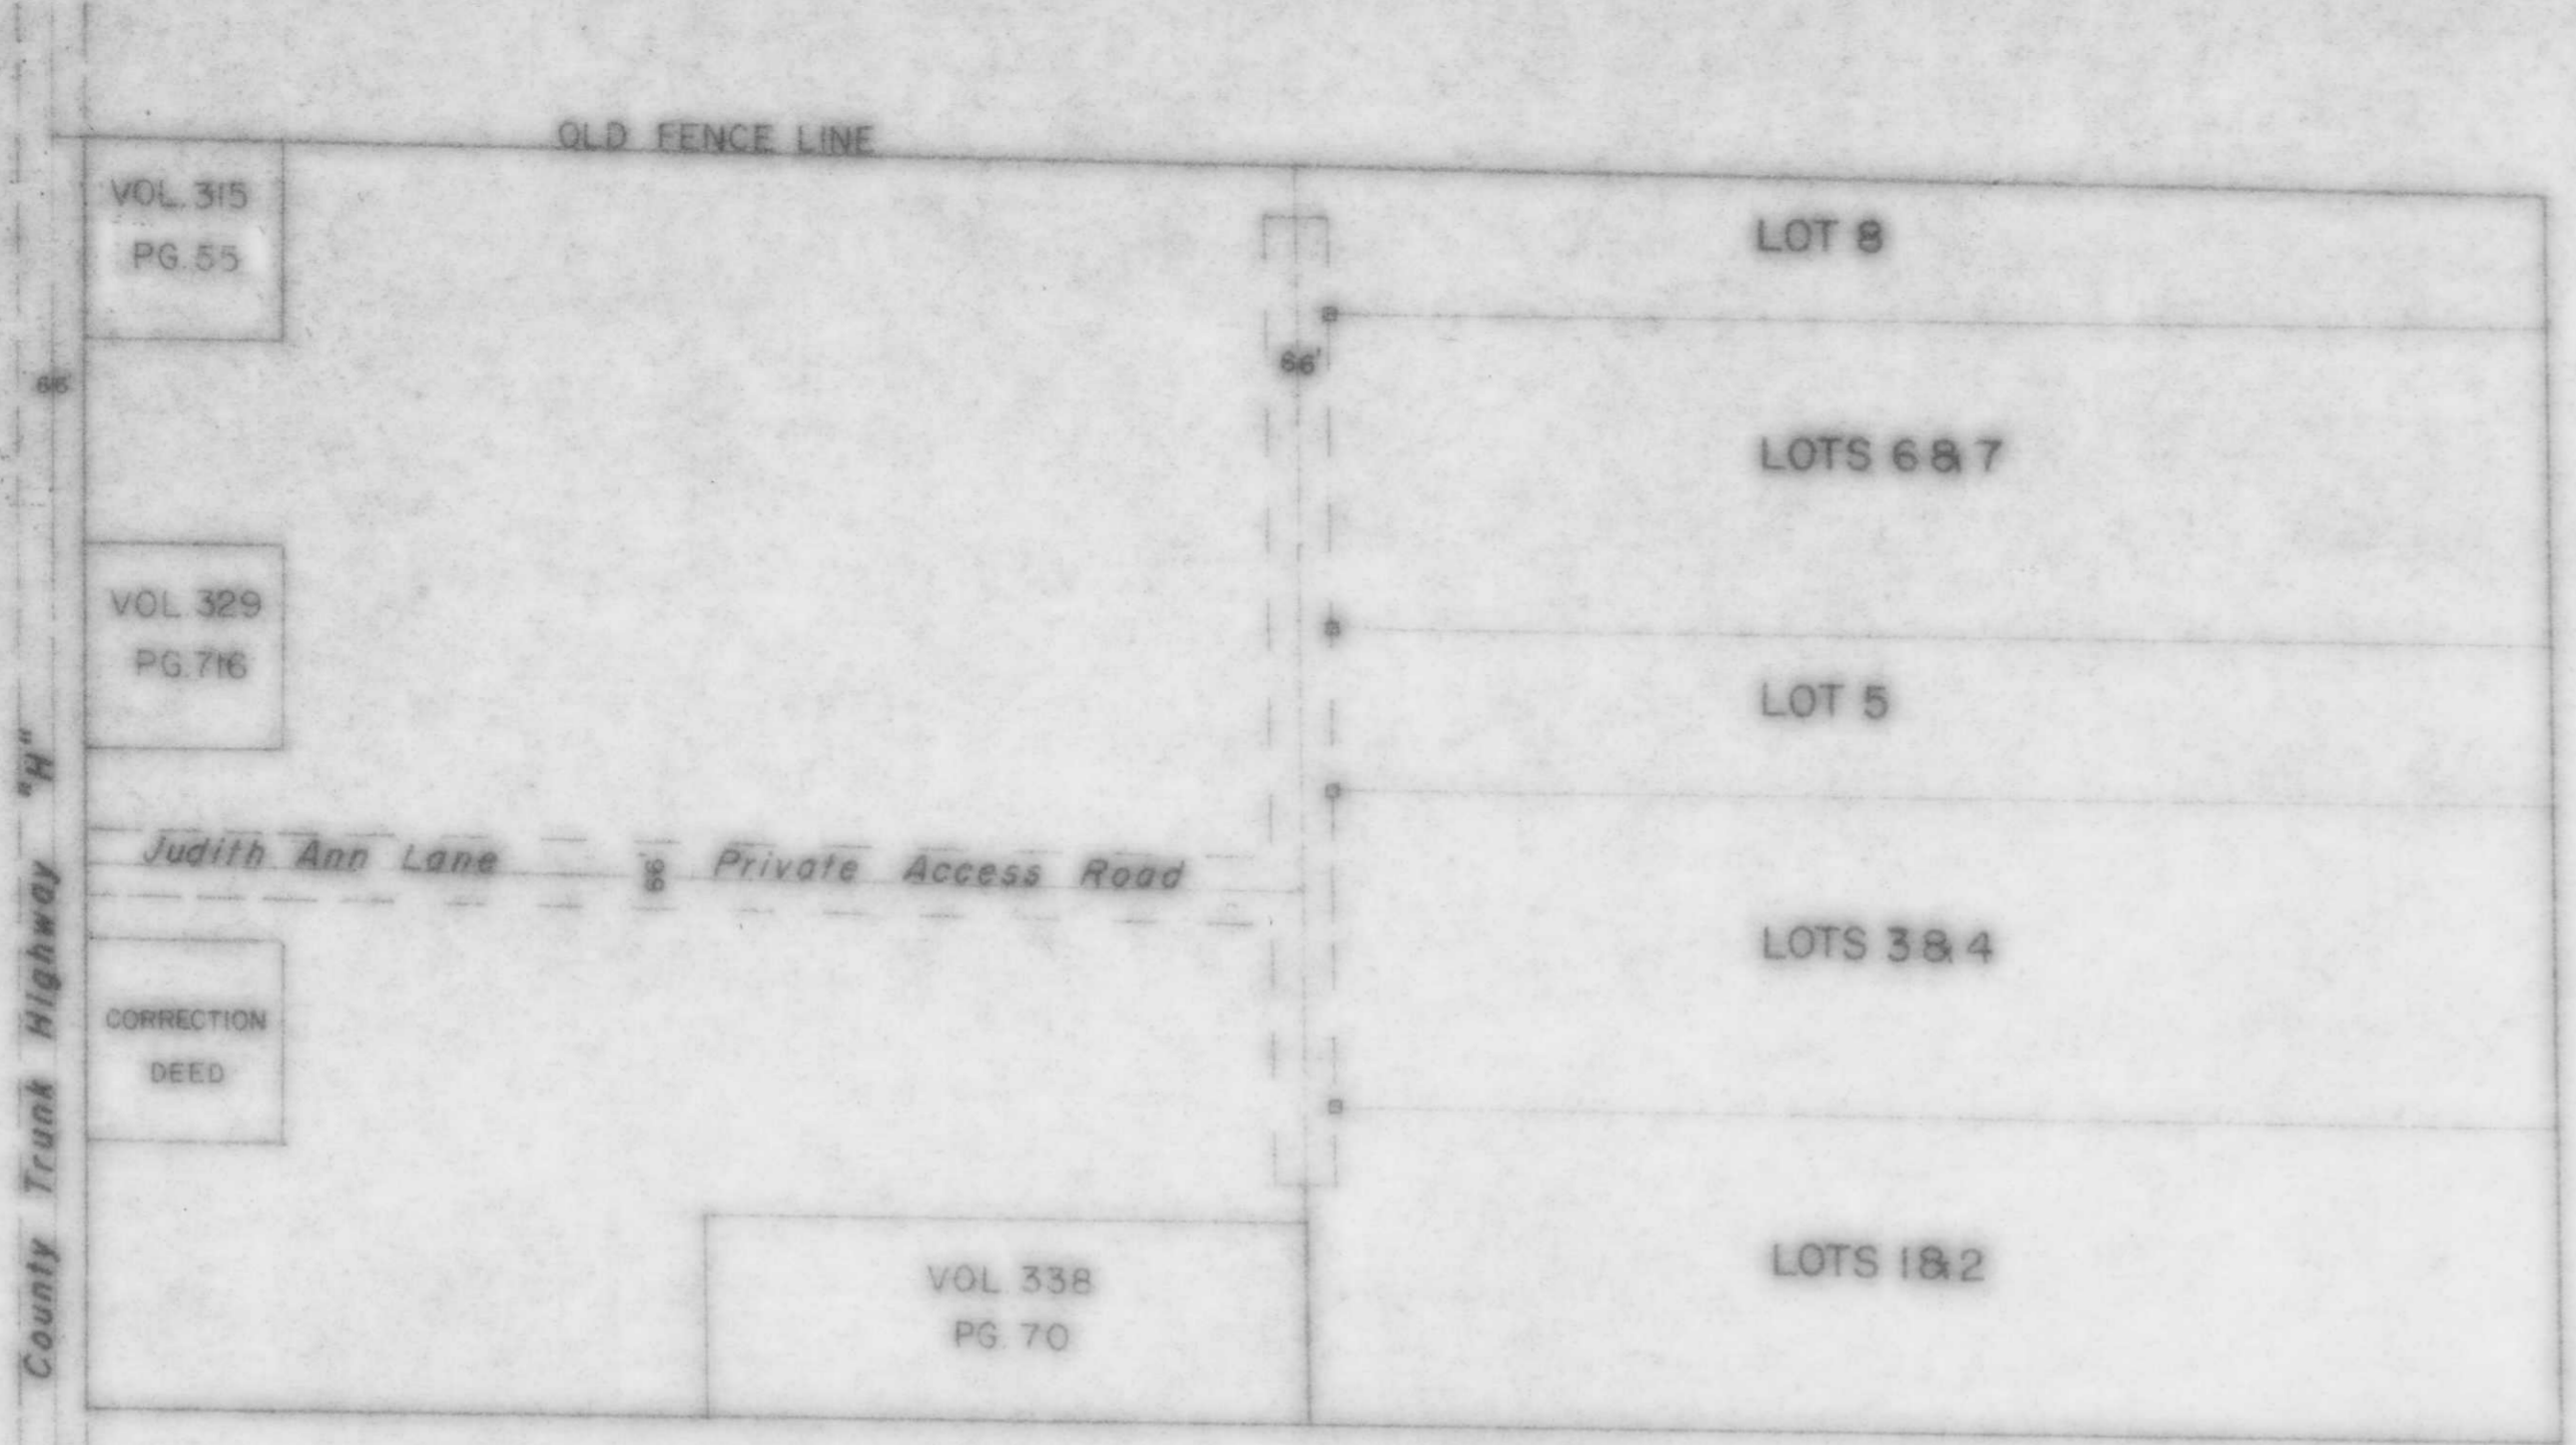 OLD FENCE LINE
VOL. 315
PG. 55
LOT 8
66'
66'
LOTS 6 & 7
VOL. 329
PG. 716
LOT 5
County Trunk Highway "H"
Judith Ann Lane 66' Private Access Road
LOTS 3 & 4
CORRECTION
DEED
VOL. 338
PG. 70
LOTS 1 & 2